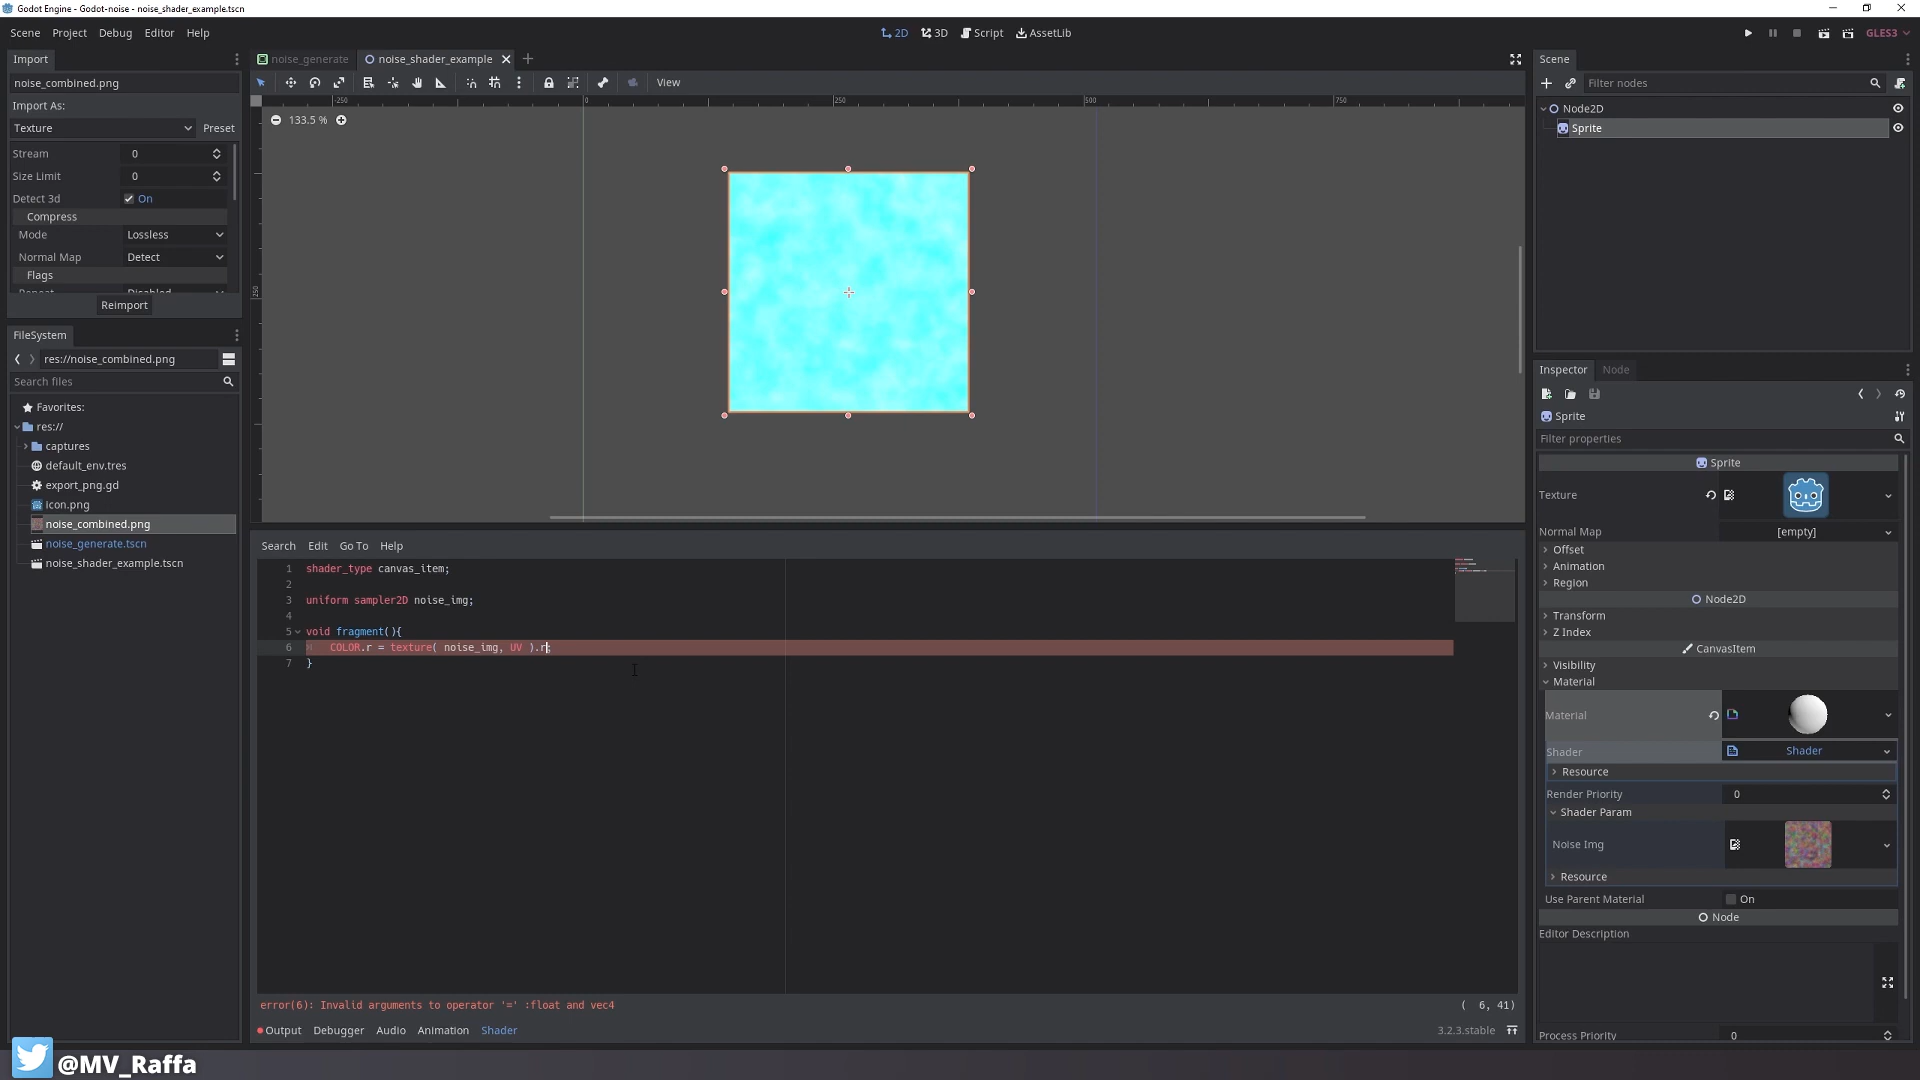 Godot Engine - Godot-noise - noise_shader_example.tscn
Scene Project Debug Editor Help
2D 3D Script AssetLib
GLES3
Import
noise_combined.png
Import As:
Texture Preset
Stream 0
Size Limit 0
Detect 3d On
Compress
Mode Lossless
Normal Map Detect
Flags
Reimport
FileSystem
res://noise_combined.png
Search files
Favorites:
res://
captures
default_env.tres
export_png.gd
icon.png
noise_combined.png
noise_generate.tscn
noise_shader_example.tscn
noise_generate noise_shader_example
View
-250 0 250 500 750
133.5 %
250
Search Edit Go To Help
1 shader_type canvas_item;
2
3 uniform sampler2D noise_img;
4
5 void fragment(){
6 COLOR.r = texture( noise_img, UV ).r;
7 }
error(6): Invalid arguments to operator '=' :float and vec4
( 6, 41)
Output Debugger Audio Animation Shader
3.2.3.stable
Scene
Filter nodes
Node2D
Sprite
Inspector Node
Sprite
Filter properties
Sprite
Texture
Normal Map [empty]
Offset
Animation
Region
Node2D
Transform
Z Index
CanvasItem
Visibility
Material
Material
Shader Shader
Resource
Render Priority 0
Shader Param
Noise Img
Resource
Use Parent Material On
Node
Editor Description
Process Priority 0
@MV_Raffa